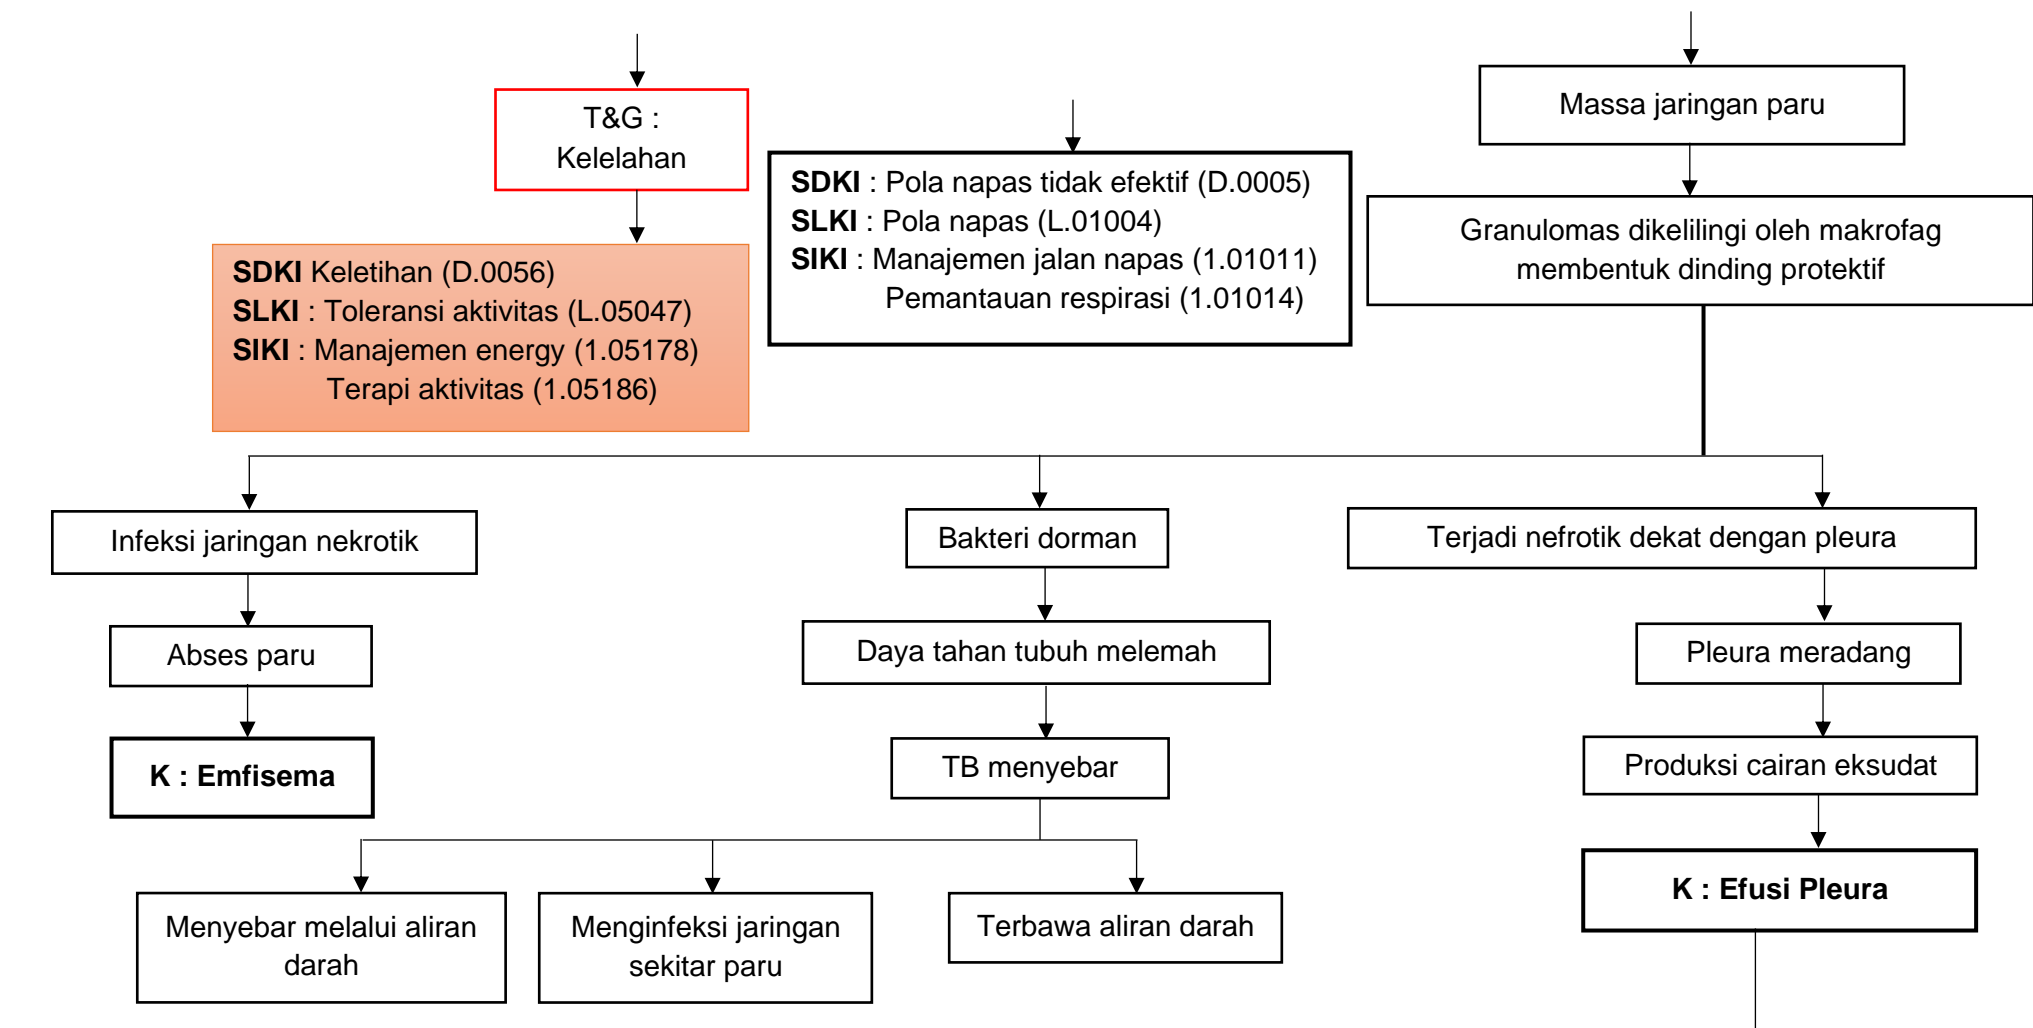 T&G :
Kelelahan
SDKI Keletihan (D.0056)
SLKI : Toleransi aktivitas (L.05047)
SIKI : Manajemen energy (1.05178)
Terapi aktivitas (1.05186)
SDKI : Pola napas tidak efektif (D.0005)
SLKI : Pola napas (L.01004)
SIKI : Manajemen jalan napas (1.01011)
Pemantauan respirasi (1.01014)
Massa jaringan paru
Granulomas dikelilingi oleh makrofag
membentuk dinding protektif
Infeksi jaringan nekrotik
Abses paru
K : Emfisema
Bakteri dorman
Daya tahan tubuh melemah
TB menyebar
Menyebar melalui aliran
darah
Menginfeksi jaringan
sekitar paru
Terbawa aliran darah
Terjadi nefrotik dekat dengan pleura
Pleura meradang
Produksi cairan eksudat
K : Efusi Pleura